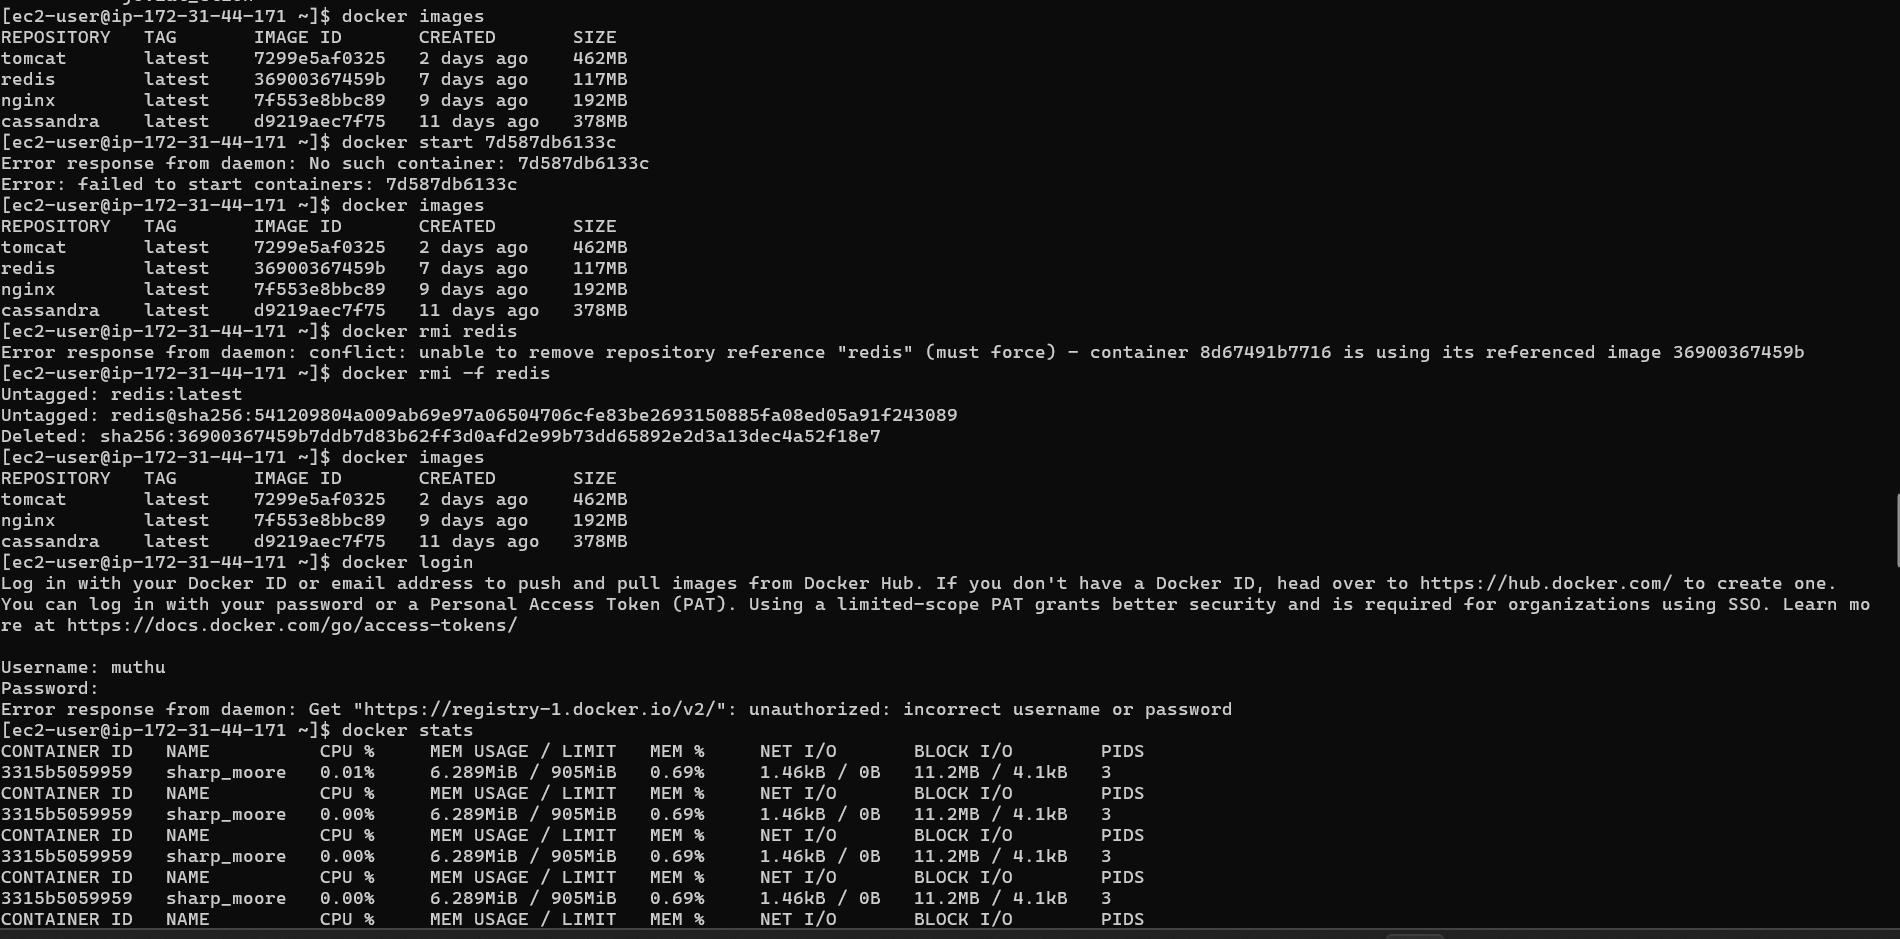 [ec2-user@ip-172-31-44-171 ~]$ docker images
REPOSITORY   TAG       IMAGE ID       CREATED       SIZE
tomcat       latest    7299e5af0325   2 days ago    462MB
redis        latest    36900367459b   7 days ago    117MB
nginx        latest    7f553e8bbc89   9 days ago    192MB
cassandra    latest    d9219aec7f75   11 days ago   378MB
[ec2-user@ip-172-31-44-171 ~]$ docker start 7d587db6133c
Error response from daemon: No such container: 7d587db6133c
Error: failed to start containers: 7d587db6133c
[ec2-user@ip-172-31-44-171 ~]$ docker images
REPOSITORY   TAG       IMAGE ID       CREATED       SIZE
tomcat       latest    7299e5af0325   2 days ago    462MB
redis        latest    36900367459b   7 days ago    117MB
nginx        latest    7f553e8bbc89   9 days ago    192MB
cassandra    latest    d9219aec7f75   11 days ago   378MB
[ec2-user@ip-172-31-44-171 ~]$ docker rmi redis
Error response from daemon: conflict: unable to remove repository reference "redis" (must force) - container 8d67491b7716 is using its referenced image 36900367459b
[ec2-user@ip-172-31-44-171 ~]$ docker rmi -f redis
Untagged: redis:latest
Untagged: redis@sha256:541209804a009ab69e97a06504706cfe83be2693150885fa08ed05a91f243089
Deleted: sha256:36900367459b7ddb7d83b62ff3d0afd2e99b73dd65892e2d3a13dec4a52f18e7
[ec2-user@ip-172-31-44-171 ~]$ docker images
REPOSITORY   TAG       IMAGE ID       CREATED       SIZE
tomcat       latest    7299e5af0325   2 days ago    462MB
nginx        latest    7f553e8bbc89   9 days ago    192MB
cassandra    latest    d9219aec7f75   11 days ago   378MB
[ec2-user@ip-172-31-44-171 ~]$ docker login
Log in with your Docker ID or email address to push and pull images from Docker Hub. If you don't have a Docker ID, head over to https://hub.docker.com/ to create one.
You can log in with your password or a Personal Access Token (PAT). Using a limited-scope PAT grants better security and is required for organizations using SSO. Learn mo
re at https://docs.docker.com/go/access-tokens/
Username: muthu
Password:
Error response from daemon: Get "https://registry-1.docker.io/v2/": unauthorized: incorrect username or password
[ec2-user@ip-172-31-44-171 ~]$ docker stats
CONTAINER ID   NAME          CPU %     MEM USAGE / LIMIT   MEM %     NET I/O       BLOCK I/O        PIDS
3315b5059959   sharp_moore   0.01%     6.289MiB / 905MiB   0.69%     1.46kB / 0B   11.2MB / 4.1kB   3
CONTAINER ID   NAME          CPU %     MEM USAGE / LIMIT   MEM %     NET I/O       BLOCK I/O        PIDS
3315b5059959   sharp_moore   0.00%     6.289MiB / 905MiB   0.69%     1.46kB / 0B   11.2MB / 4.1kB   3
CONTAINER ID   NAME          CPU %     MEM USAGE / LIMIT   MEM %     NET I/O       BLOCK I/O        PIDS
3315b5059959   sharp_moore   0.00%     6.289MiB / 905MiB   0.69%     1.46kB / 0B   11.2MB / 4.1kB   3
CONTAINER ID   NAME          CPU %     MEM USAGE / LIMIT   MEM %     NET I/O       BLOCK I/O        PIDS
3315b5059959   sharp_moore   0.00%     6.289MiB / 905MiB   0.69%     1.46kB / 0B   11.2MB / 4.1kB   3
CONTAINER ID   NAME          CPU %     MEM USAGE / LIMIT   MEM %     NET I/O       BLOCK I/O        PIDS